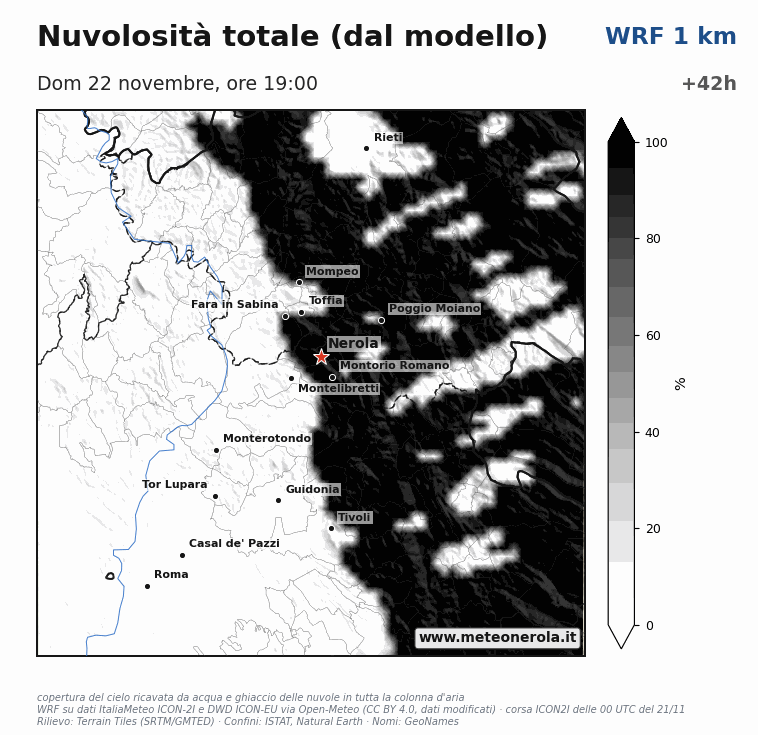 Nuvolosità totale (dal modello)
WRF 1 km
Dom 22 novembre, ore 19:00
+42h
Rieti
Mompeo
Toffia
Fara in Sabina
Poggio Moiano
Nerola
Montorio Romano
Montelibretti
Monterotondo
Tor Lupara
Guidonia
Tivoli
Casal de' Pazzi
Roma
www.meteonerola.it
100
80
60
40
20
0
%
copertura del cielo ricavata da acqua e ghiaccio delle nuvole in tutta la colonna d'aria
WRF su dati ItaliaMeteo ICON-2I e DWD ICON-EU via Open-Meteo (CC BY 4.0, dati modificati) · corsa ICON2I delle 00 UTC del 21/11
Rilievo: Terrain Tiles (SRTM/GMTED) · Confini: ISTAT, Natural Earth · Nomi: GeoNames